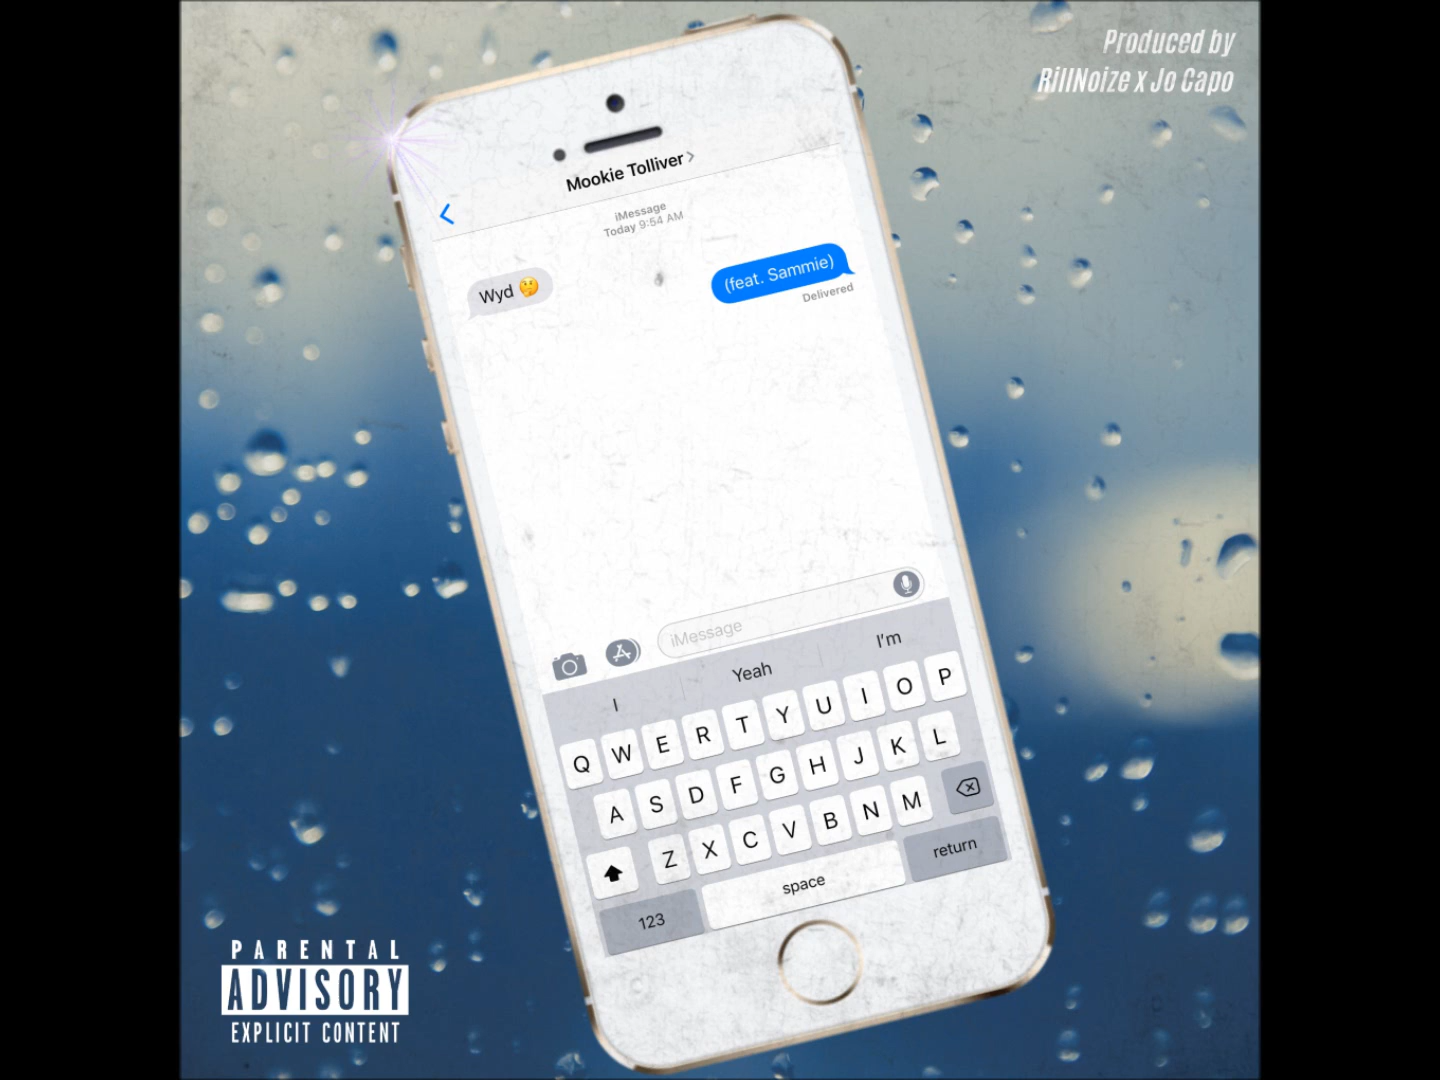 Produced by
RillNoize x Jo Capo
Mookie Tolliver
iMessage
Today 9:54 AM
Wyd 🤔
(feat. Sammie)
Delivered
iMessage
I
Yeah
I'm
Q W E R T Y U I O P
A S D F G H J K L
Z X C V B N M
123
space
return
PARENTAL
ADVISORY
EXPLICIT CONTENT